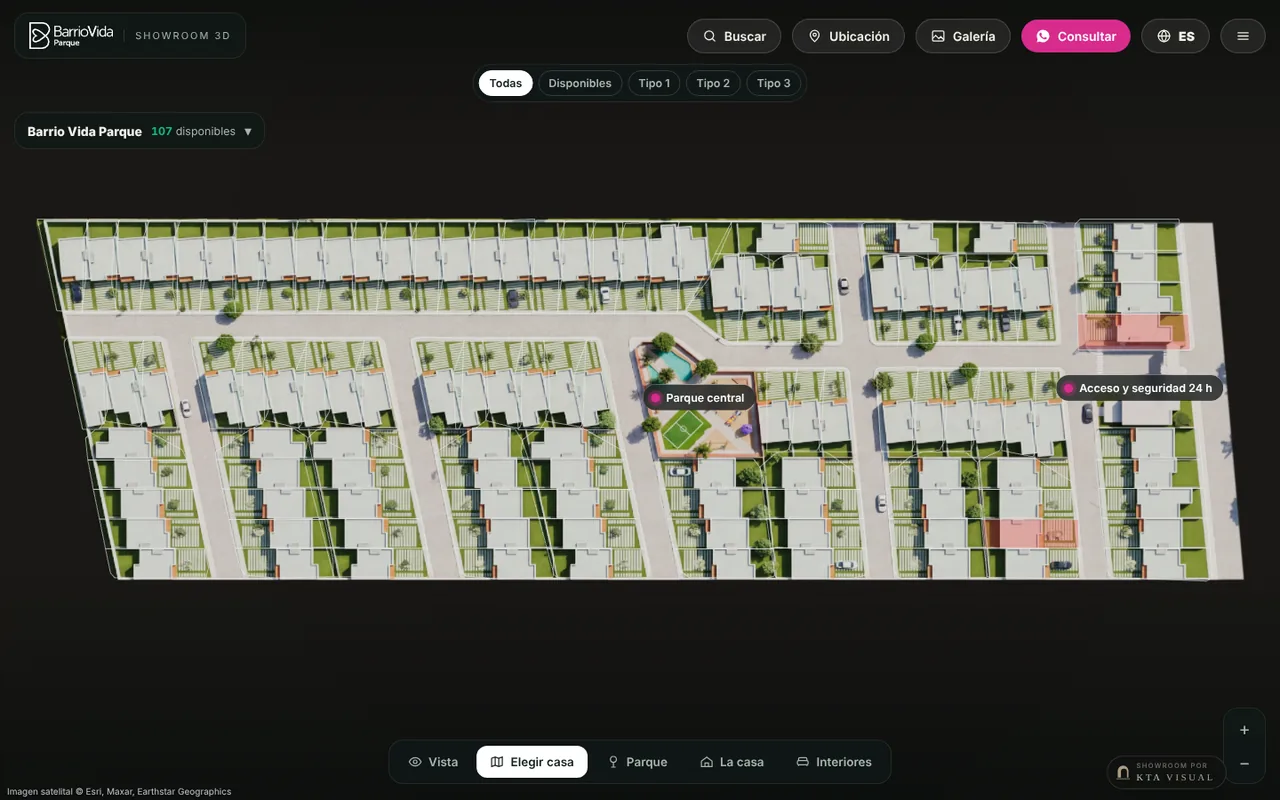 BarrioVida
Parque
SHOWROOM 3D
Buscar
Ubicación
Galería
Consultar
ES
Todas
Disponibles
Tipo 1
Tipo 2
Tipo 3
Barrio Vida Parque 107 disponibles ▼
Acceso y seguridad 24 h
Parque central
Vista
Elegir casa
Parque
La casa
Interiores
+
−
SHOWROOM POR
KTA VISUAL
Imagen satelital © Esri, Maxar, Earthstar Geographics